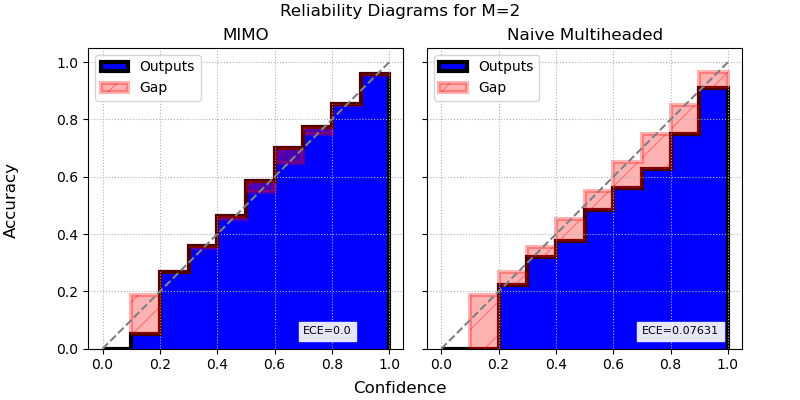 Reliability Diagrams for M=2
MIMO
Naive Multiheaded
Outputs
Gap
Outputs
Gap
1.0
0.8
0.6
0.4
0.2
0.0
Accuracy
ECE=0.0
ECE=0.07631
0.0 0.2 0.4 0.6 0.8 1.0
0.0 0.2 0.4 0.6 0.8 1.0
Confidence